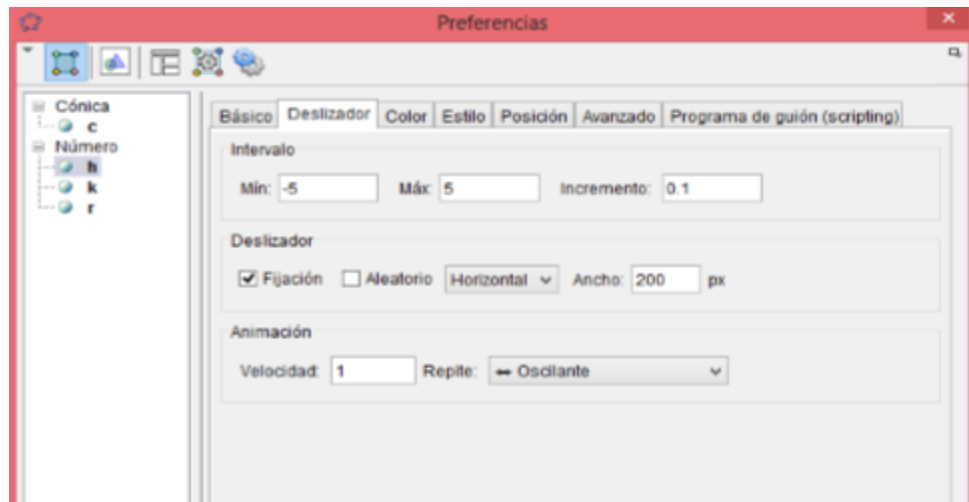 Preferencias
Cónica
c
Número
h
k
r
Básico Deslizador Color Estilo Posición Avanzado Programa de guión (scripting)
Intervalo
Mín: -5 Máx: 5 Incremento: 0.1
Deslizador
Fijación Aleatorio Horizontal Ancho: 200 px
Animación
Velocidad: 1 Repite: ⇔ Oscilante